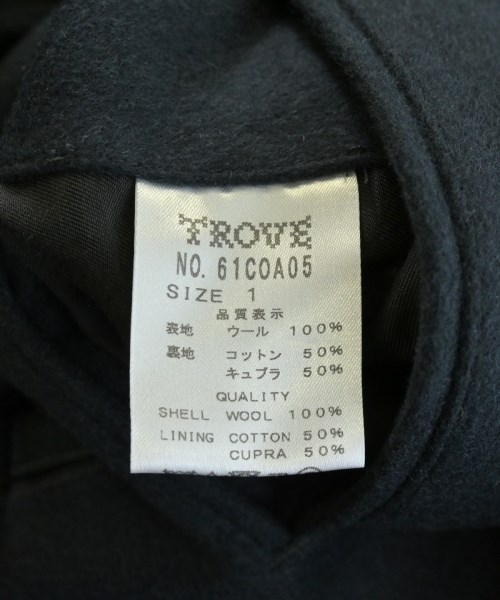 TROVE
NO. 61COA05
SIZE 1
品質表示
表地 ウール 100%
裏地 コットン 50%
キュプラ 50%
QUALITY
SHELL WOOL 100%
LINING COTTON 50%
CUPRA 50%